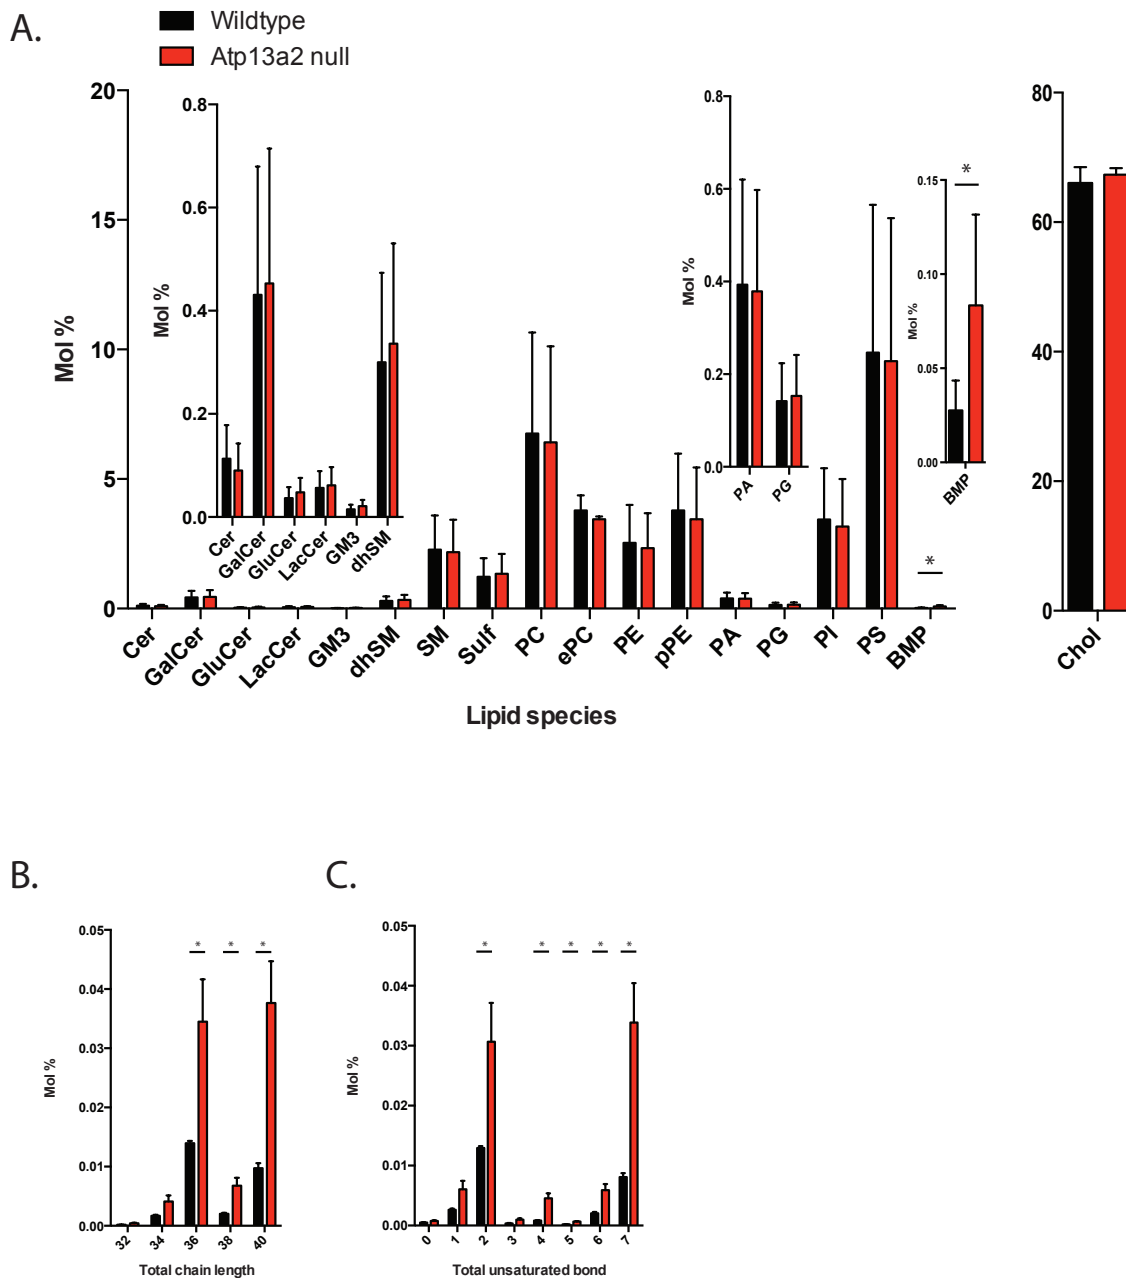 A.
Wildtype
Atp13a2 null
20
15
10
5
0
Mol %
0.8
0.6
0.4
0.2
0.0
Mol %
Cer
GalCer
GluCer
LacCer
GM3
dhSM
0.8
0.6
0.4
0.2
0.0
Mol %
PA
PG
*
0.15
0.10
0.05
0.00
Mol %
BMP
*
80
60
40
20
0
Chol
Cer
GalCer
GluCer
LacCer
GM3
dhSM
SM
Sulf
PC
ePC
PE
pPE
PA
PG
PI
PS
BMP
Lipid species
B.
0.05
0.04
0.03
0.02
0.01
0.00
Mol %
* * *
32 34 36 38 40
Total chain length
C.
0.05
0.04
0.03
0.02
0.01
0.00
Mol %
* * * * *
0 1 2 3 4 5 6 7
Total unsaturated bond